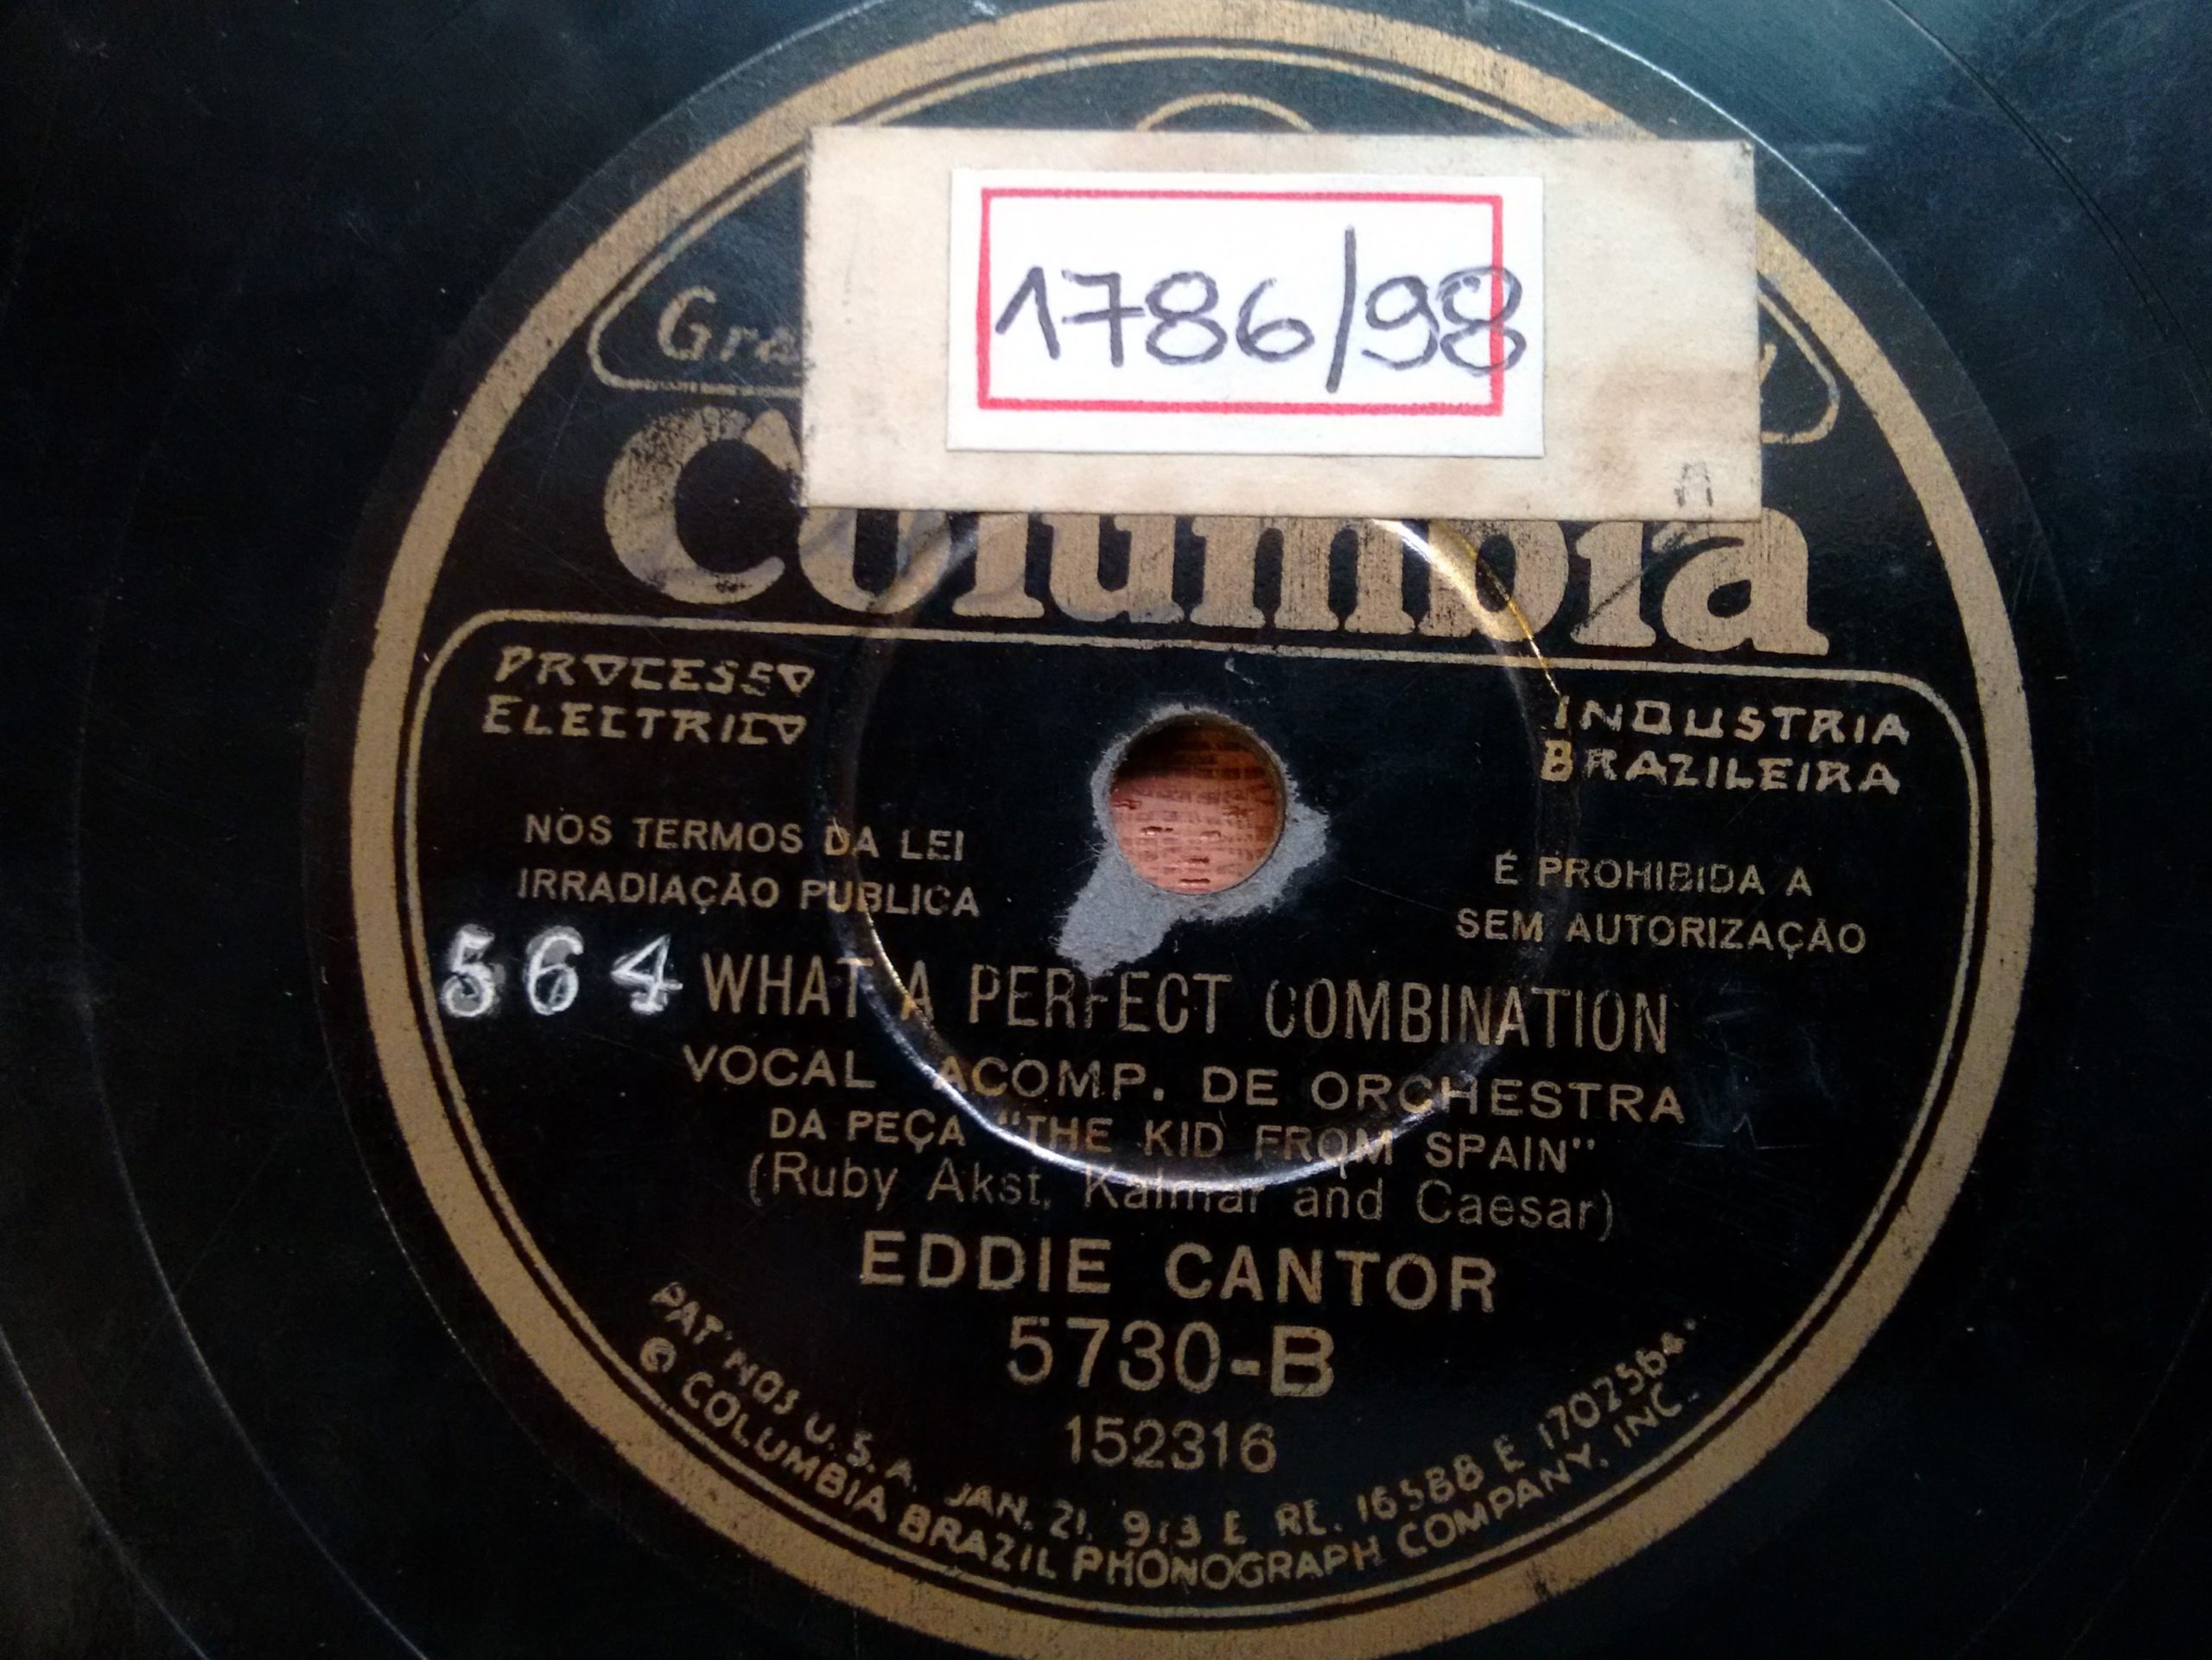 1786/98
A
Columbia
PROCESSO
ELECTRICO
INDUSTRIA
BRAZILEIRA
NOS TERMOS DA LEI
É PROHIBIDA A
IRRADIAÇÃO PUBLICA
SEM AUTORIZAÇÃO
564
WHAT A PERFECT COMBINATION
VOCAL ACOMP. DE ORCHESTRA
DA PEÇA "THE KID FROM SPAIN"
(Ruby Akst, Kalmar and Caesar)
EDDIE CANTOR
5730-B
152316
PAT' NOS U.S.A. JAN. 21. 913 E RE. 16588 E 1702564.
© COLUMBIA BRAZIL PHONOGRAPH COMPANY, INC.